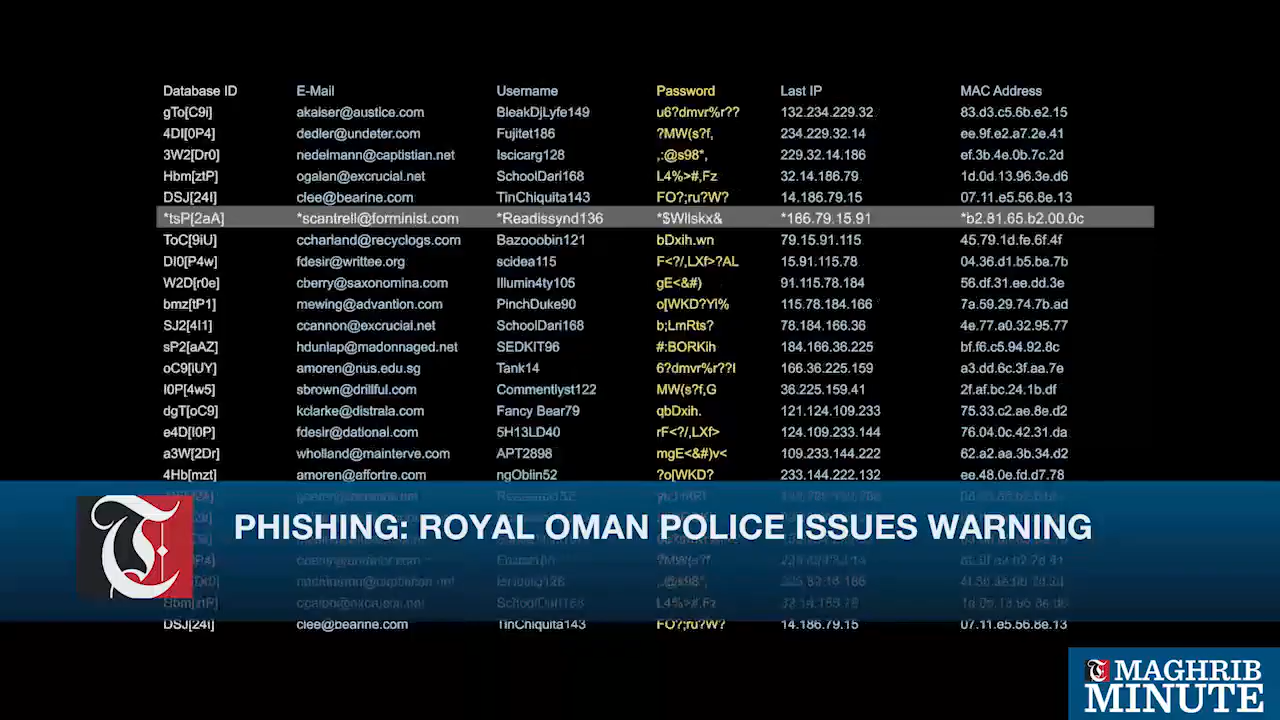 Database ID E-Mail Username Password Last IP MAC Address
gTo[C9i] akaiser@austice.com BleakDjLyfe149 u6?dmvr%r?? 132.234.229.32 83.d3.c5.6b.e2.15
4DI[0P4] dedler@undeter.com Fujitet186 ?MW(s?f, 234.229.32.14 ee.9f.e2.a7.2e.41
3W2[Dr0] nedelmann@captistian.net Iscicarg128 ,:@s98*, 229.32.14.186 ef.3b.4e.0b.7c.2d
Hbm[ztP] ogalan@excrucial.net SchoolDarl168 L4%>#,Fz 32.14.186.79. 1d.0d.13.96.3e.d6
DSJ[24I] clee@bearine.com TinChiquita143 FO?;ru?W? 14.186.79.15 07.11.e5.56.8e.13
*tsP[2aA] *scantrell@forminist.com *Readissynd136 *$Wllskx& *186.79.15.91 *b2.81.65.b2.00.0c
ToC[9iU] ccharland@recyclogs.com Bazooobin121 bDxih.wn 79.15.91.115 45.79.1d.fe.6f.4f
DI0[P4w] fdesir@writtee.org scidea115 F<?/,LXf>?AL 15.91.115.78 04.36.d1.b5.ba.7b
W2D[r0e] cberry@saxonomina.com Illumin4ty105 gE<&#) 91.115.78.184 56.df.31.ee.dd.3e
bmz[tP1] mewing@advantion.com PinchDuke90 o[WKD?Yl% 115.78.184.166 7a.59.29.74.7b.ad
SJ2[4I1] ccannon@excrucial.net SchoolDarl168 b;LmRts? 78.184.166.36 4e.77.a0.32.95.77
sP2[aAZ] hdunlap@madonnaged.net SEDKIT96 #:BORKih 184.166.36.225 bf.f6.c5.94.92.8c
oC9[iUY] amoren@nus.edu.sg Tank14 6?dmvr%r??I 166.36.225.159 a3.dd.6c.3f.aa.7e
I0P[4w5] sbrown@drillful.com Commentlyst122 MW(s?f,G 36.225.159.41 2f.af.bc.24.1b.df
dgT[oC9] kclarke@distrala.com Fancy Bear79 qbDxih. 121.124.109.233 75.33.c2.ae.8e.d2
e4D[I0P] fdesir@dational.com 5H13LD40 rF<?/,LXf> 124.109.233.144 76.04.0c.42.31.da
a3W[2Dr] wholland@mainterve.com APT2898 mgE<&#)v< 109.233.144.222 62.a2.aa.3b.34.d2
4Hb[mzt] amoren@affortre.com ngOblin52 ?o[WKD? 233.144.222.132 ee.48.0e.fd.d7.78
PHISHING: ROYAL OMAN POLICE ISSUES WARNING
SchoolDarl168 L4%>#,Fz 32.14.186.79
DSJ[24I] clee@bearine.com TinChiquita143 FO?;ru?W? 14.186.79.15 07.11.e5.56.8e.13
MAGHRIB
MINUTE